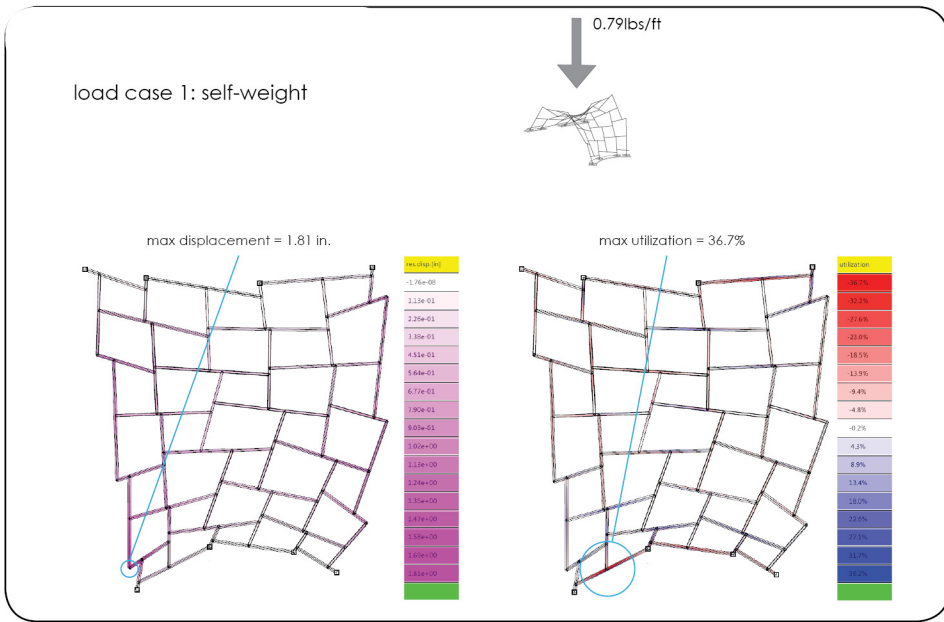 0.79lbs/ft
load case 1: self-weight
max displacement = 1.81 in.
max utilization = 36.7%
res.disp.[in]
-1.76e-08
1.13e-01
2.26e-01
3.38e-01
4.51e-01
5.64e-01
6.77e-01
7.90e-01
9.03e-01
1.02e+00
1.13e+00
1.24e+00
1.35e+00
1.47e+00
1.58e+00
1.69e+00
1.81e+00
utilization
-36.7%
-32.2%
-27.6%
-23.0%
-18.5%
-13.9%
-9.4%
-4.8%
-0.2%
4.3%
8.9%
13.4%
18.0%
22.6%
27.1%
31.7%
36.2%